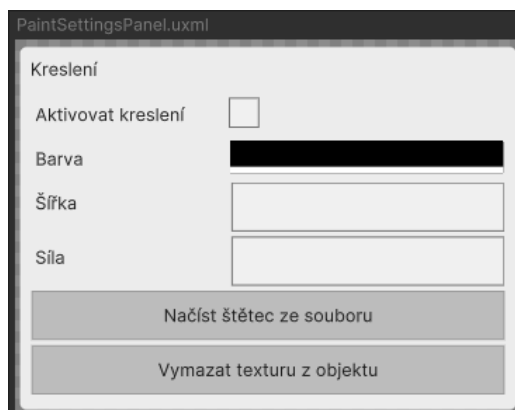 PaintSettingsPanel.uxml
Kreslení
Aktivovat kreslení
Barva
Šířka
Síla
Načíst štětec ze souboru
Vymazat texturu z objektu